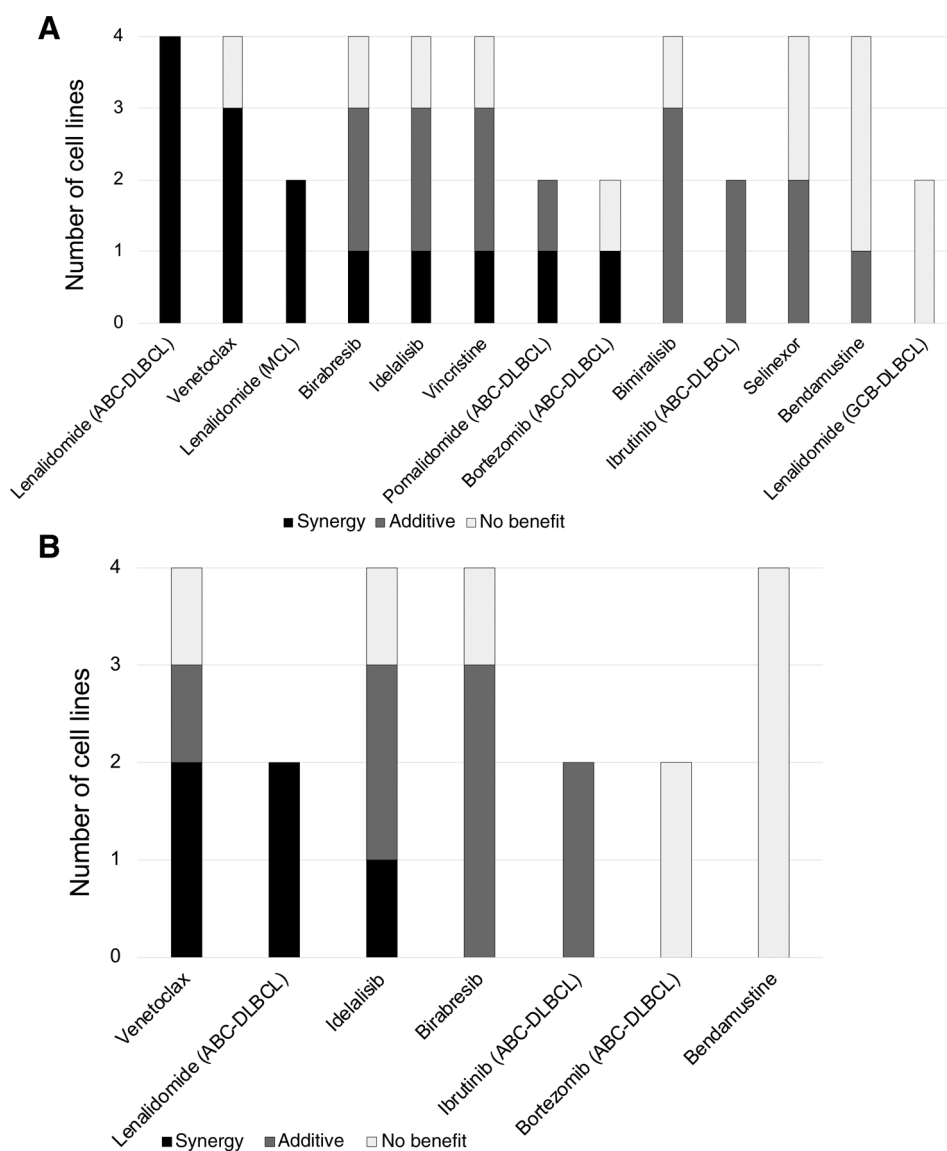 A
Number of cell lines
4
3
2
1
0
Lenalidomide (ABC-DLBCL)
Venetoclax
Lenalidomide (MCL)
Birabresib
Idelalisib
Vincristine
Pomalidomide (ABC-DLBCL)
Bortezomib (ABC-DLBCL)
Bimiralisib
Ibrutinib (ABC-DLBCL)
Selinexor
Bendamustine
Lenalidomide (GCB-DLBCL)
Synergy Additive No benefit
B
Number of cell lines
4
3
2
1
0
Venetoclax
Lenalidomide (ABC-DLBCL)
Idelalisib
Birabresib
Ibrutinib (ABC-DLBCL)
Bortezomib (ABC-DLBCL)
Bendamustine
Synergy Additive No benefit